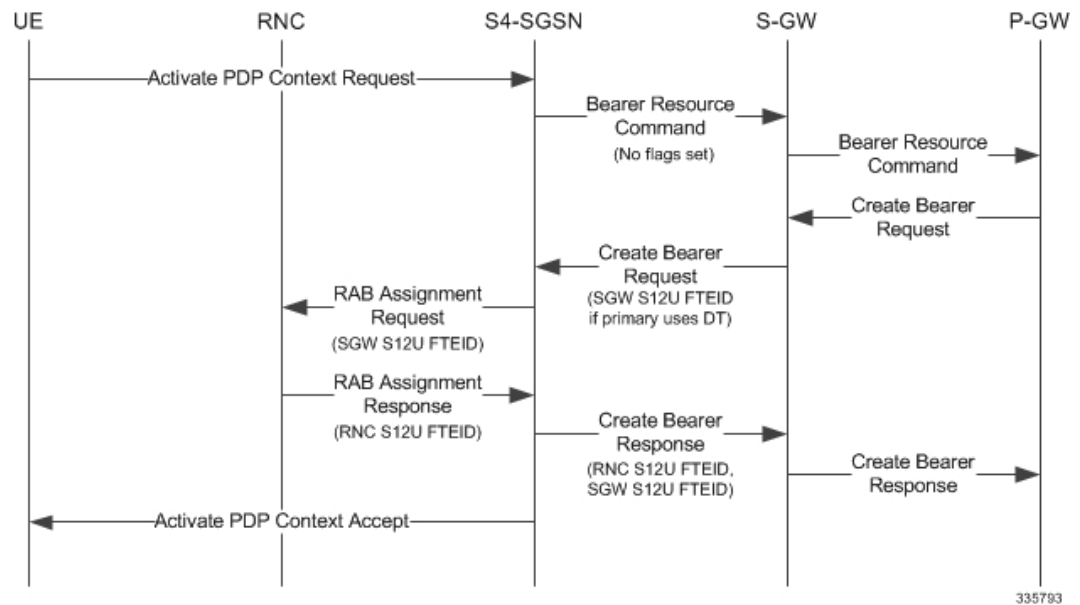 UE RNC S4-SGSN S-GW P-GW
Activate PDP Context Request
Bearer Resource
Command
(No flags set)
Bearer Resource
Command
Create Bearer
Request
Create Bearer
Request
(SGW S12U FTEID
if primary uses DT)
RAB Assignment
Request
(SGW S12U FTEID)
RAB Assignment
Response
(RNC S12U FTEID)
Create Bearer
Response
(RNC S12U FTEID,
SGW S12U FTEID)
Create Bearer
Response
Activate PDP Context Accept
335793